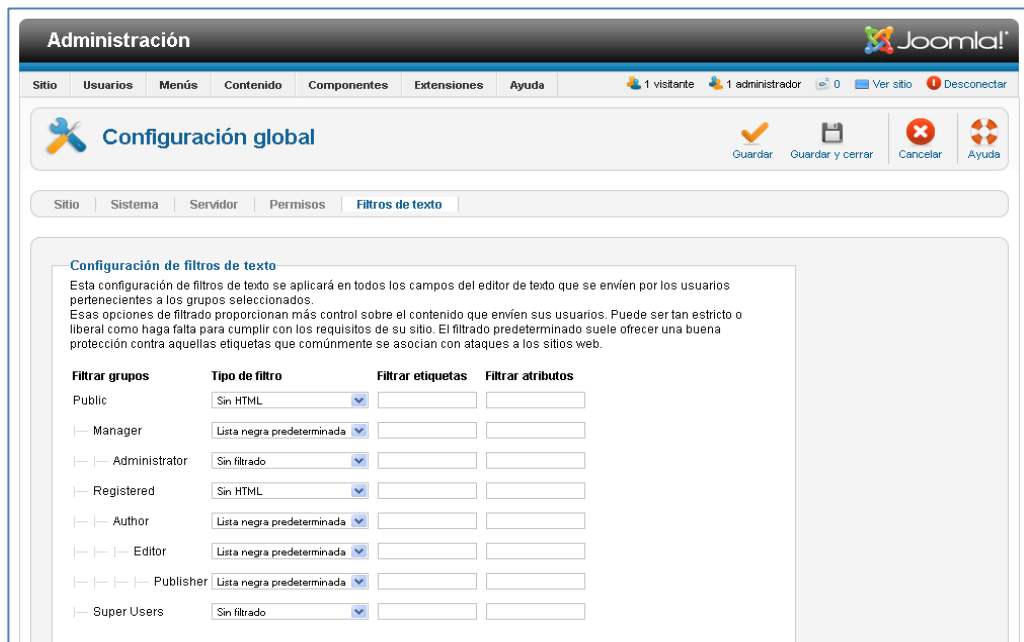 Administración
Joomla!
Sitio Usuarios Menús Contenido Componentes Extensiones Ayuda 1 visitante 1 administrador 0 Ver sitio Desconectar
Configuración global
Guardar Guardar y cerrar Cancelar Ayuda
Sitio Sistema Servidor Permisos Filtros de texto
Configuración de filtros de texto
Esta configuración de filtros de texto se aplicará en todos los campos del editor de texto que se envíen por los usuarios
pertenecientes a los grupos seleccionados.
Esas opciones de filtrado proporcionan más control sobre el contenido que envíen sus usuarios. Puede ser tan estricto o
liberal como haga falta para cumplir con los requisitos de su sitio. El filtrado predeterminado suele ofrecer una buena
protección contra aquellas etiquetas que comúnmente se asocian con ataques a los sitios web.
Filtrar grupos Tipo de filtro Filtrar etiquetas Filtrar atributos
Public Sin HTML
Manager Lista negra predeterminada
Administrator Sin filtrado
Registered Sin HTML
Author Lista negra predeterminada
Editor Lista negra predeterminada
Publisher Lista negra predeterminada
Super Users Sin filtrado